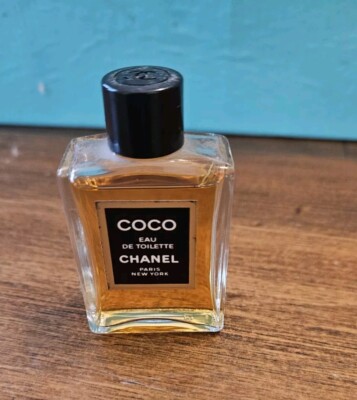 COCO
EAU
DE TOILETTE
CHANEL
PARIS
NEW YORK